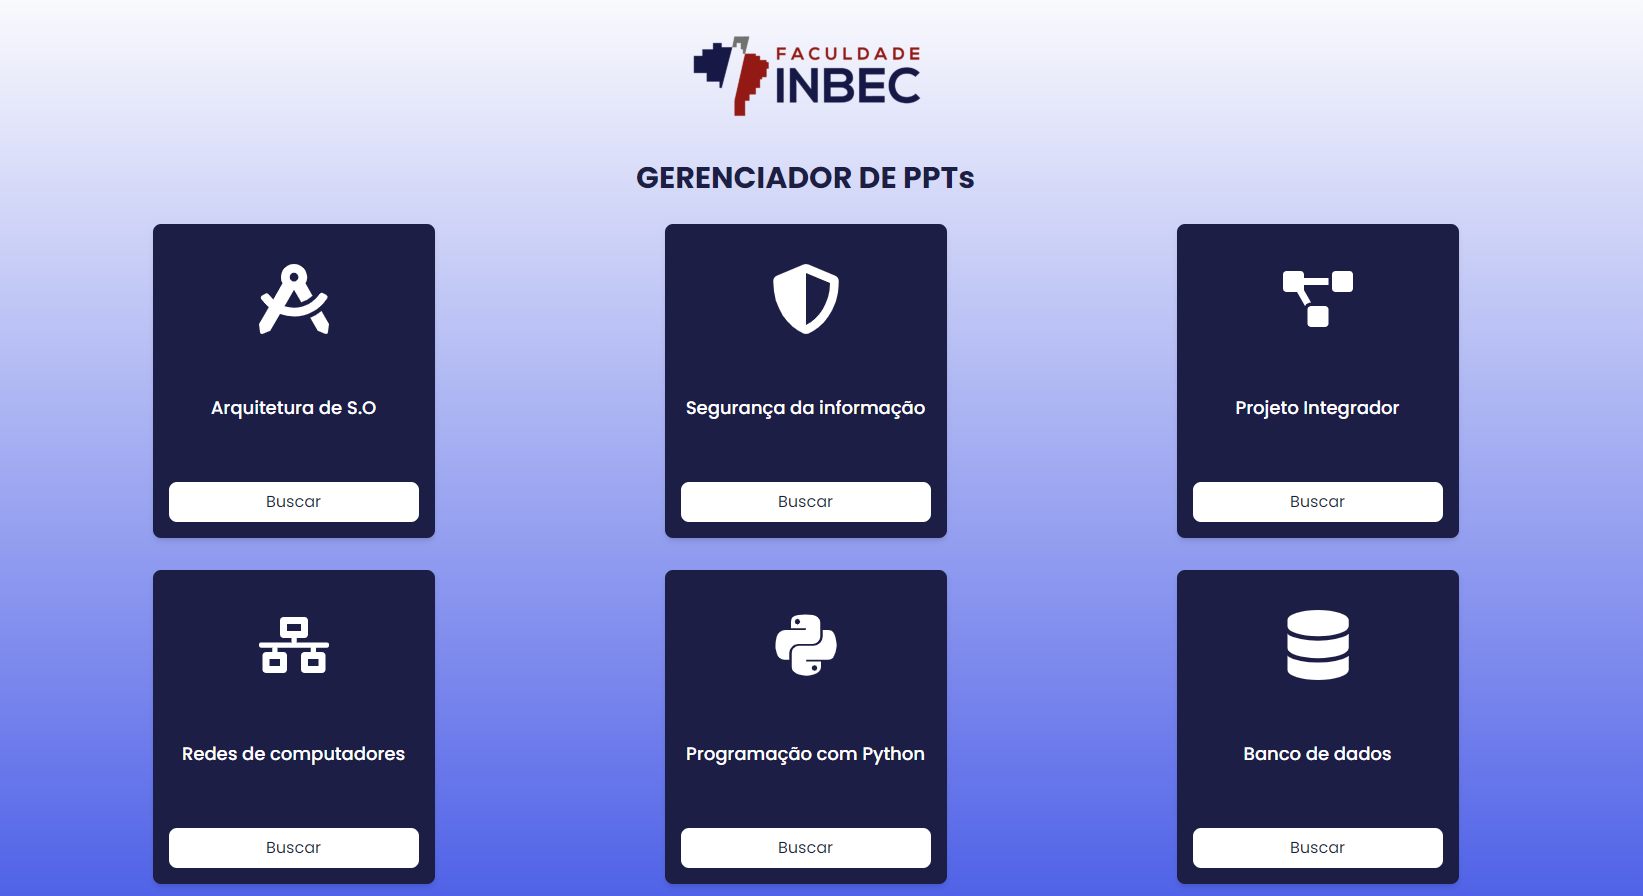 FACULDADE
INBEC
GERENCIADOR DE PPTs
Arquitetura de S.O
Segurança da informação
Projeto Integrador
Buscar
Buscar
Buscar
Redes de computadores
Programação com Python
Banco de dados
Buscar
Buscar
Buscar